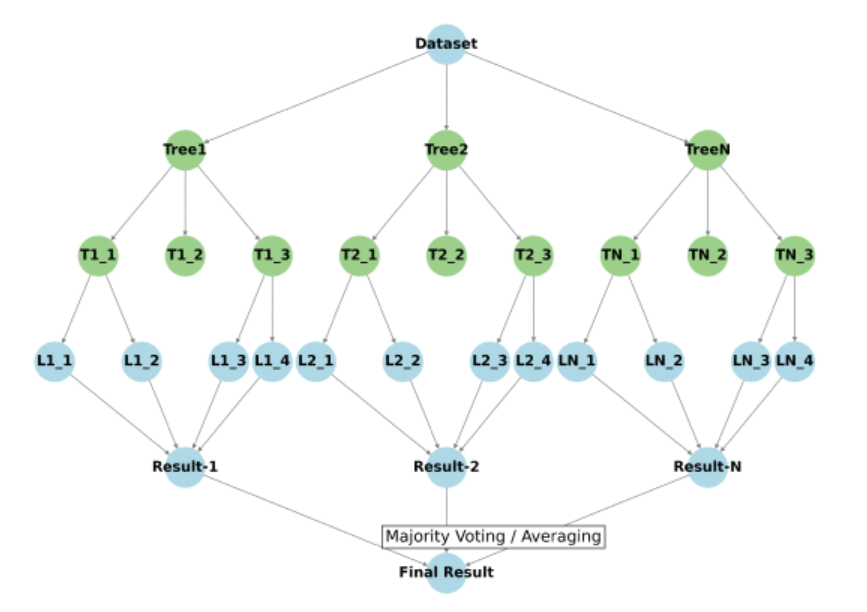 Dataset
Tree1 Tree2 TreeN
T1_1 T1_2 T1_3 T2_1 T2_2 T2_3 TN_1 TN_2 TN_3
L1_1 L1_2 L1_3 L1_4 L2_1 L2_2 L2_3 L2_4 LN_1 LN_2 LN_3 LN_4
Result-1 Result-2 Result-N
Majority Voting / Averaging
Final Result